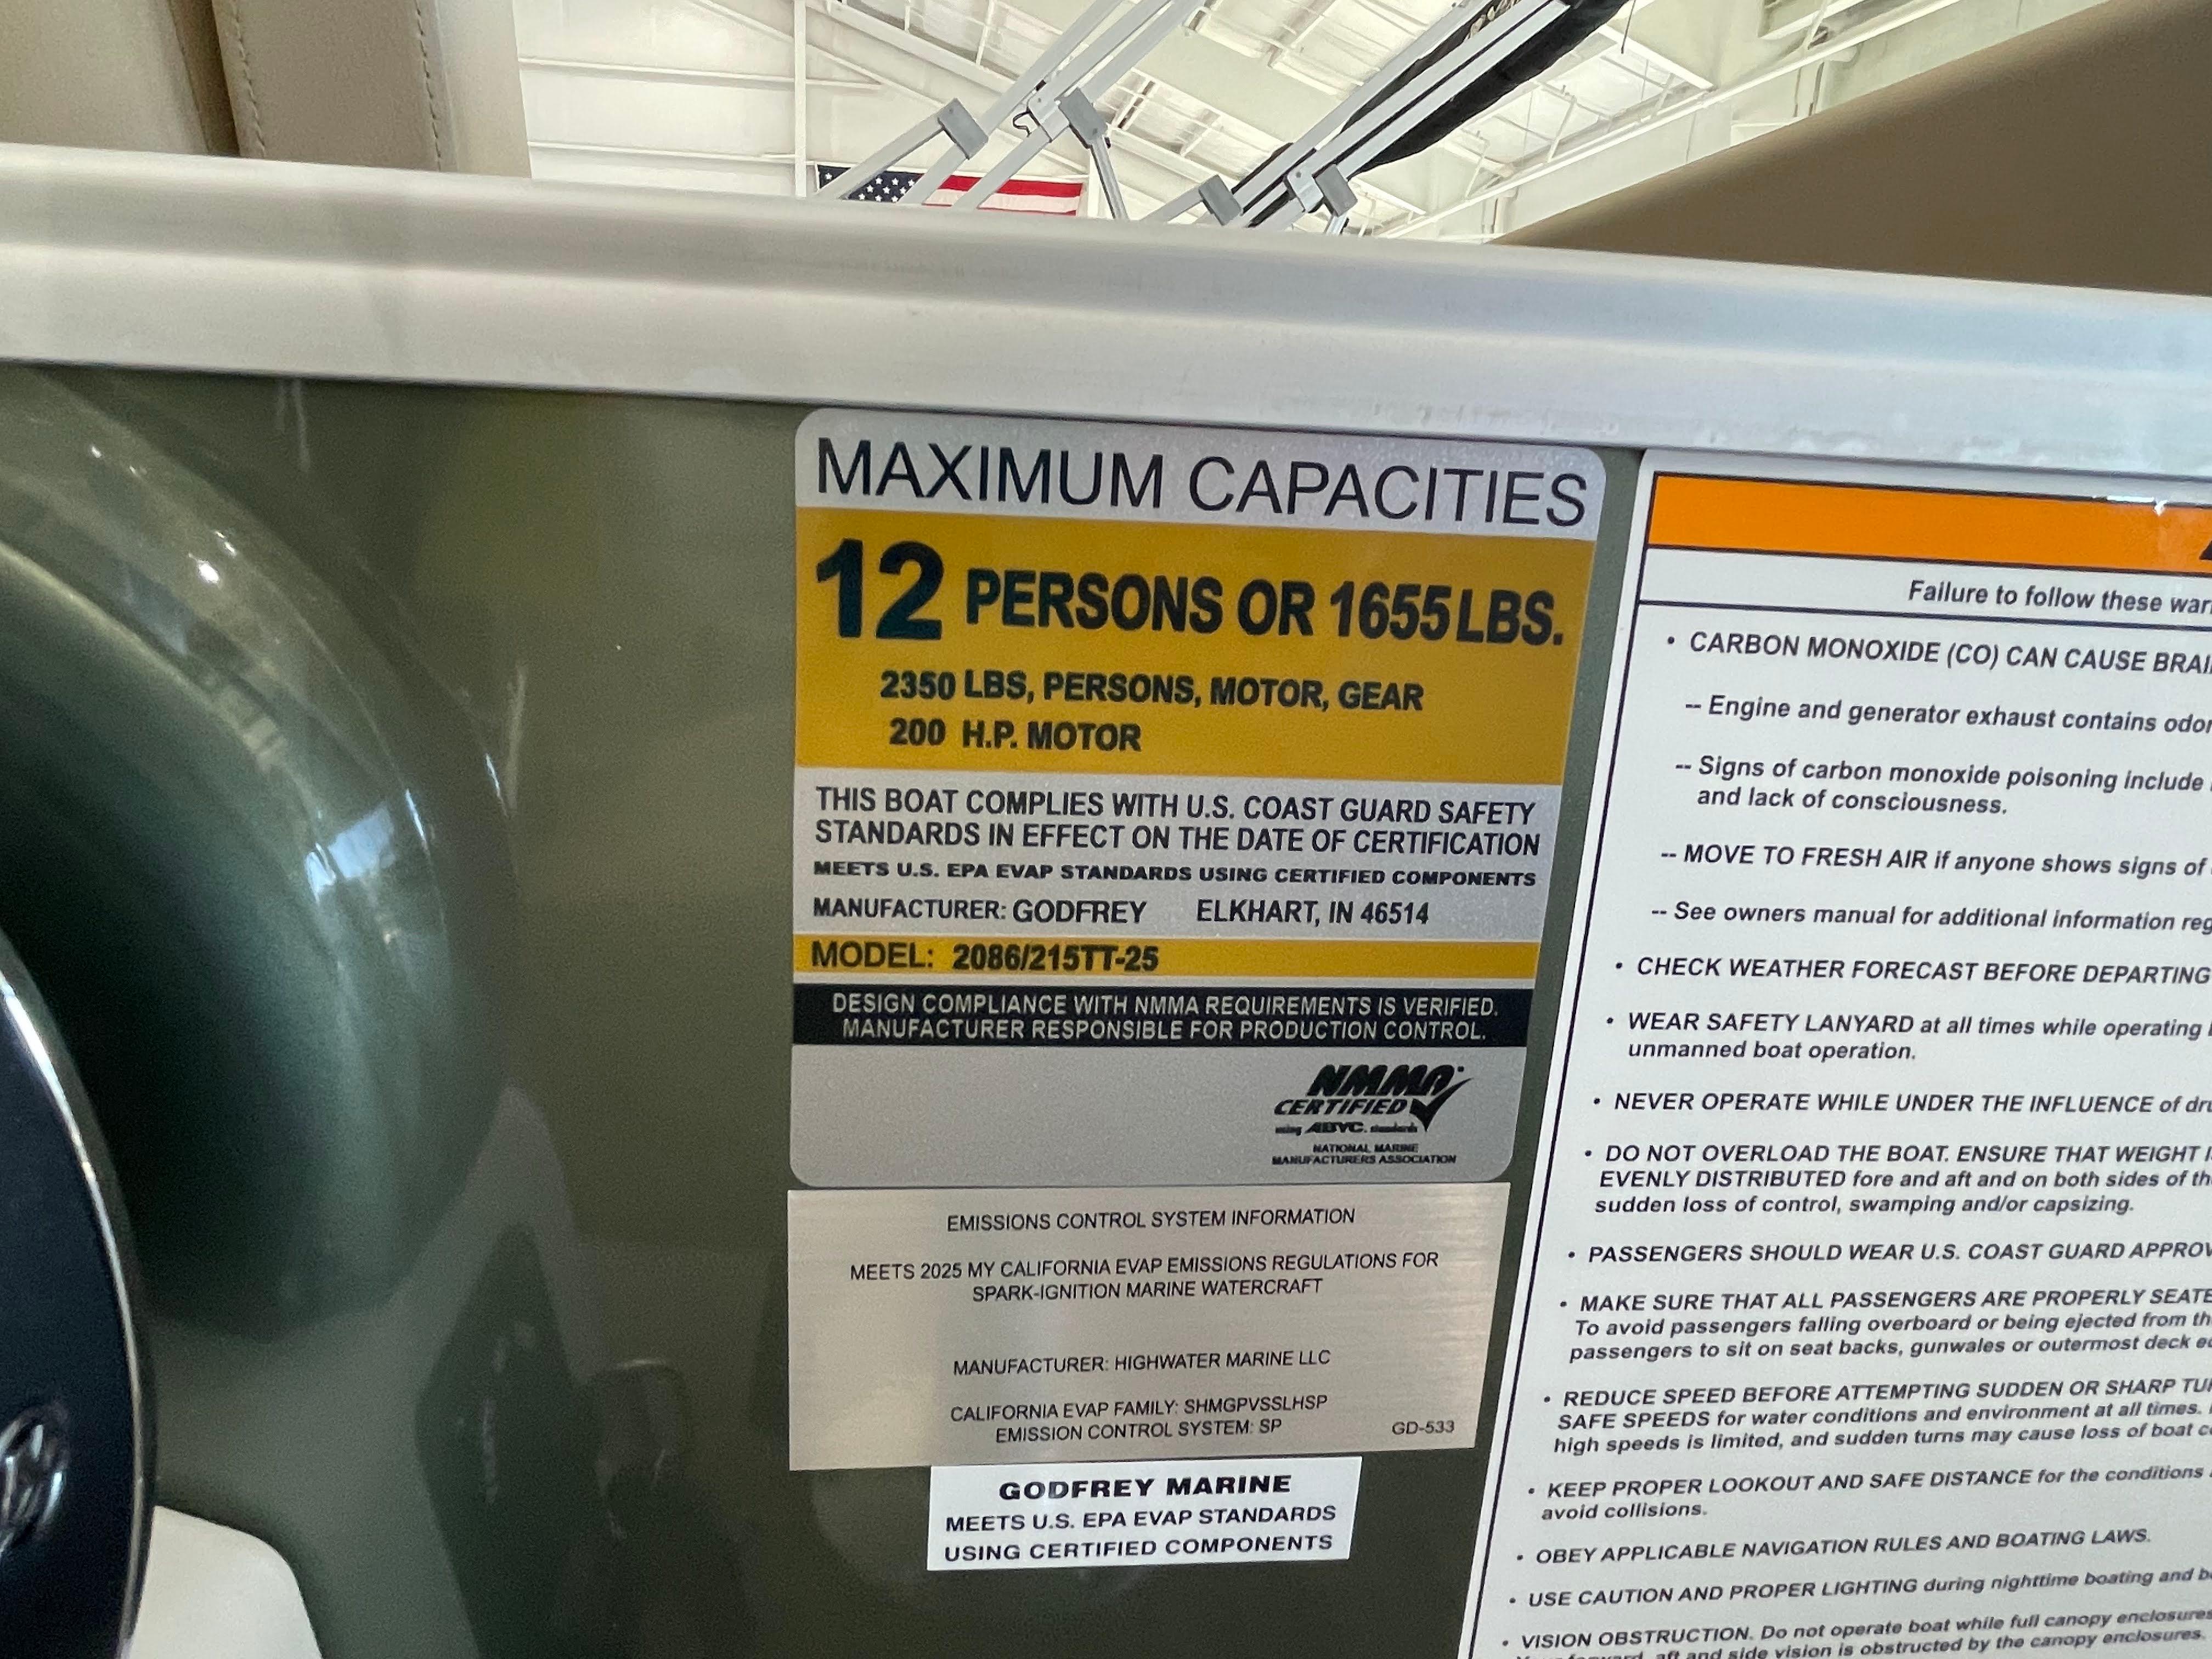 MAXIMUM CAPACITIES
12 PERSONS OR 1655 LBS.
2350 LBS, PERSONS, MOTOR, GEAR
200 H.P. MOTOR
THIS BOAT COMPLIES WITH U.S. COAST GUARD SAFETY
STANDARDS IN EFFECT ON THE DATE OF CERTIFICATION
MEETS U.S. EPA EVAP STANDARDS USING CERTIFIED COMPONENTS
MANUFACTURER: GODFREY ELKHART, IN 46514
MODEL: 2086/215TT-25
DESIGN COMPLIANCE WITH NMMA REQUIREMENTS IS VERIFIED.
MANUFACTURER RESPONSIBLE FOR PRODUCTION CONTROL.
NMMA
CERTIFIED
using ABYC. standards
NATIONAL MARINE
MANUFACTURERS ASSOCIATION
EMISSIONS CONTROL SYSTEM INFORMATION
MEETS 2025 MY CALIFORNIA EVAP EMISSIONS REGULATIONS FOR
SPARK-IGNITION MARINE WATERCRAFT
MANUFACTURER: HIGHWATER MARINE LLC
CALIFORNIA EVAP FAMILY: SHMGPVSSLHSP
EMISSION CONTROL SYSTEM: SP GD-533
GODFREY MARINE
MEETS U.S. EPA EVAP STANDARDS
USING CERTIFIED COMPONENTS
Failure to follow these
• CARBON MONOXIDE (CO) CAN CAUSE
-- Engine and generator exhaust contains
-- Signs of carbon monoxide poisoning include
and lack of consciousness.
-- MOVE TO FRESH AIR if anyone shows signs of
-- See owners manual for additional information
• CHECK WEATHER FORECAST BEFORE DEPARTING
• WEAR SAFETY LANYARD at all times while operating
unmanned boat operation.
• NEVER OPERATE WHILE UNDER THE INFLUENCE of
• DO NOT OVERLOAD THE BOAT. ENSURE THAT WEIGHT
EVENLY DISTRIBUTED fore and aft and on both sides of
sudden loss of control, swamping and/or capsizing.
• PASSENGERS SHOULD WEAR U.S. COAST GUARD
• MAKE SURE THAT ALL PASSENGERS ARE PROPERLY
To avoid passengers falling overboard or being ejected from
passengers to sit on seat backs, gunwales or outermost deck
• REDUCE SPEED BEFORE ATTEMPTING SUDDEN OR SHARP
SAFE SPEEDS for water conditions and environment at all times.
high speeds is limited, and sudden turns may cause loss of boat
• KEEP PROPER LOOKOUT AND SAFE DISTANCE for the conditions
avoid collisions.
• OBEY APPLICABLE NAVIGATION RULES AND BOATING LAWS.
• USE CAUTION AND PROPER LIGHTING during nighttime boating and
• VISION OBSTRUCTION. Do not operate boat while full canopy enclosures
aft and side vision is obstructed by the canopy enclosures.